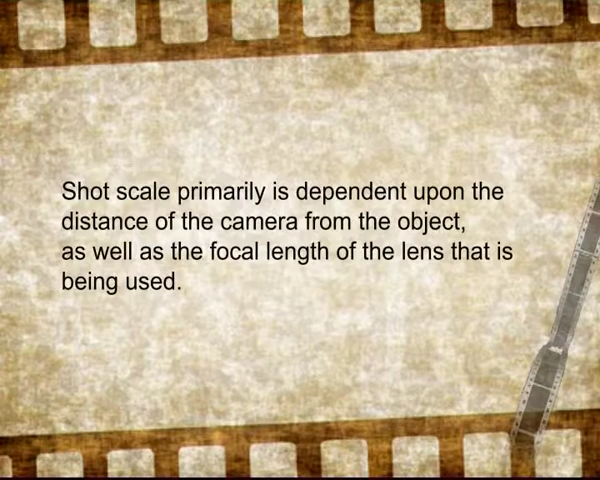 Shot scale primarily is dependent upon the
distance of the camera from the object,
as well as the focal length of the lens that is
being used.